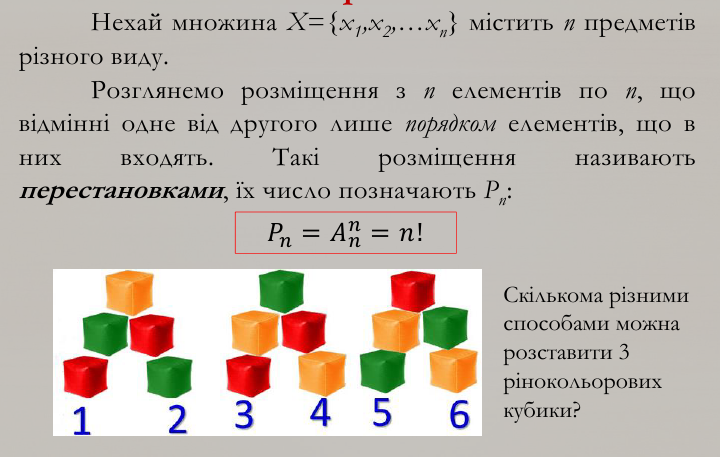 Нехай множина X={x₁,x₂,…xₙ} містить n предметів
різного виду.
Розглянемо розміщення з n елементів по n, що
відмінні одне від другого лише порядком елементів, що в
них входять. Такі розміщення називають
перестановками, їх число позначають Pₙ:
Pₙ = Aₙⁿ = n!
Скількома різними
способами можна
розставити 3
рінокольорових
кубики?
1 2 3 4 5 6